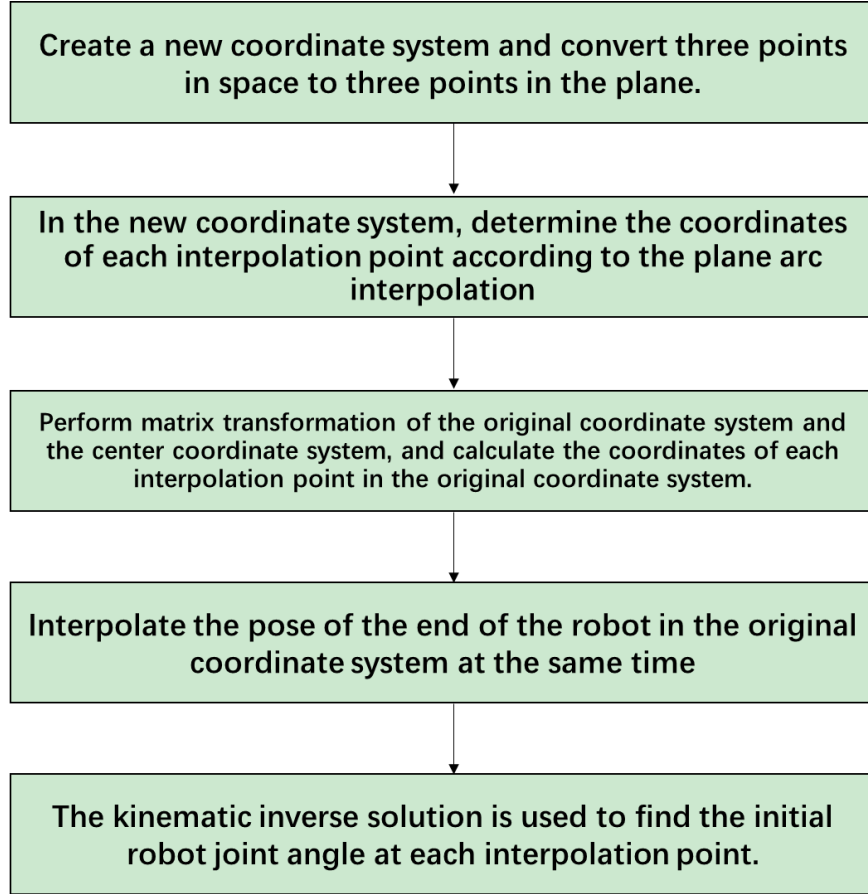 Create a new coordinate system and convert three points
in space to three points in the plane.
In the new coordinate system, determine the coordinates
of each interpolation point according to the plane arc
interpolation
Perform matrix transformation of the original coordinate system and
the center coordinate system, and calculate the coordinates of each
interpolation point in the original coordinate system.
Interpolate the pose of the end of the robot in the original
coordinate system at the same time
The kinematic inverse solution is used to find the initial
robot joint angle at each interpolation point.